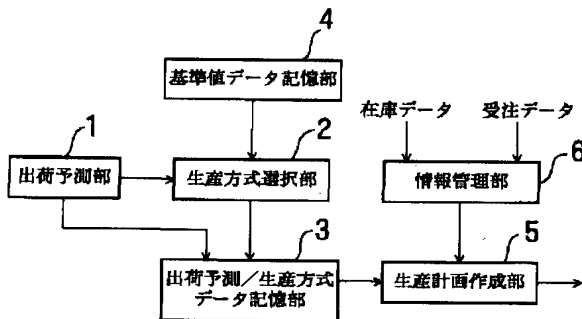 4
基準値データ記憶部
在庫データ 受注データ
1
出荷予測部
2
生産方式選択部
6
情報管理部
3
出荷予測/生産方式
データ記憶部
5
生産計画作成部